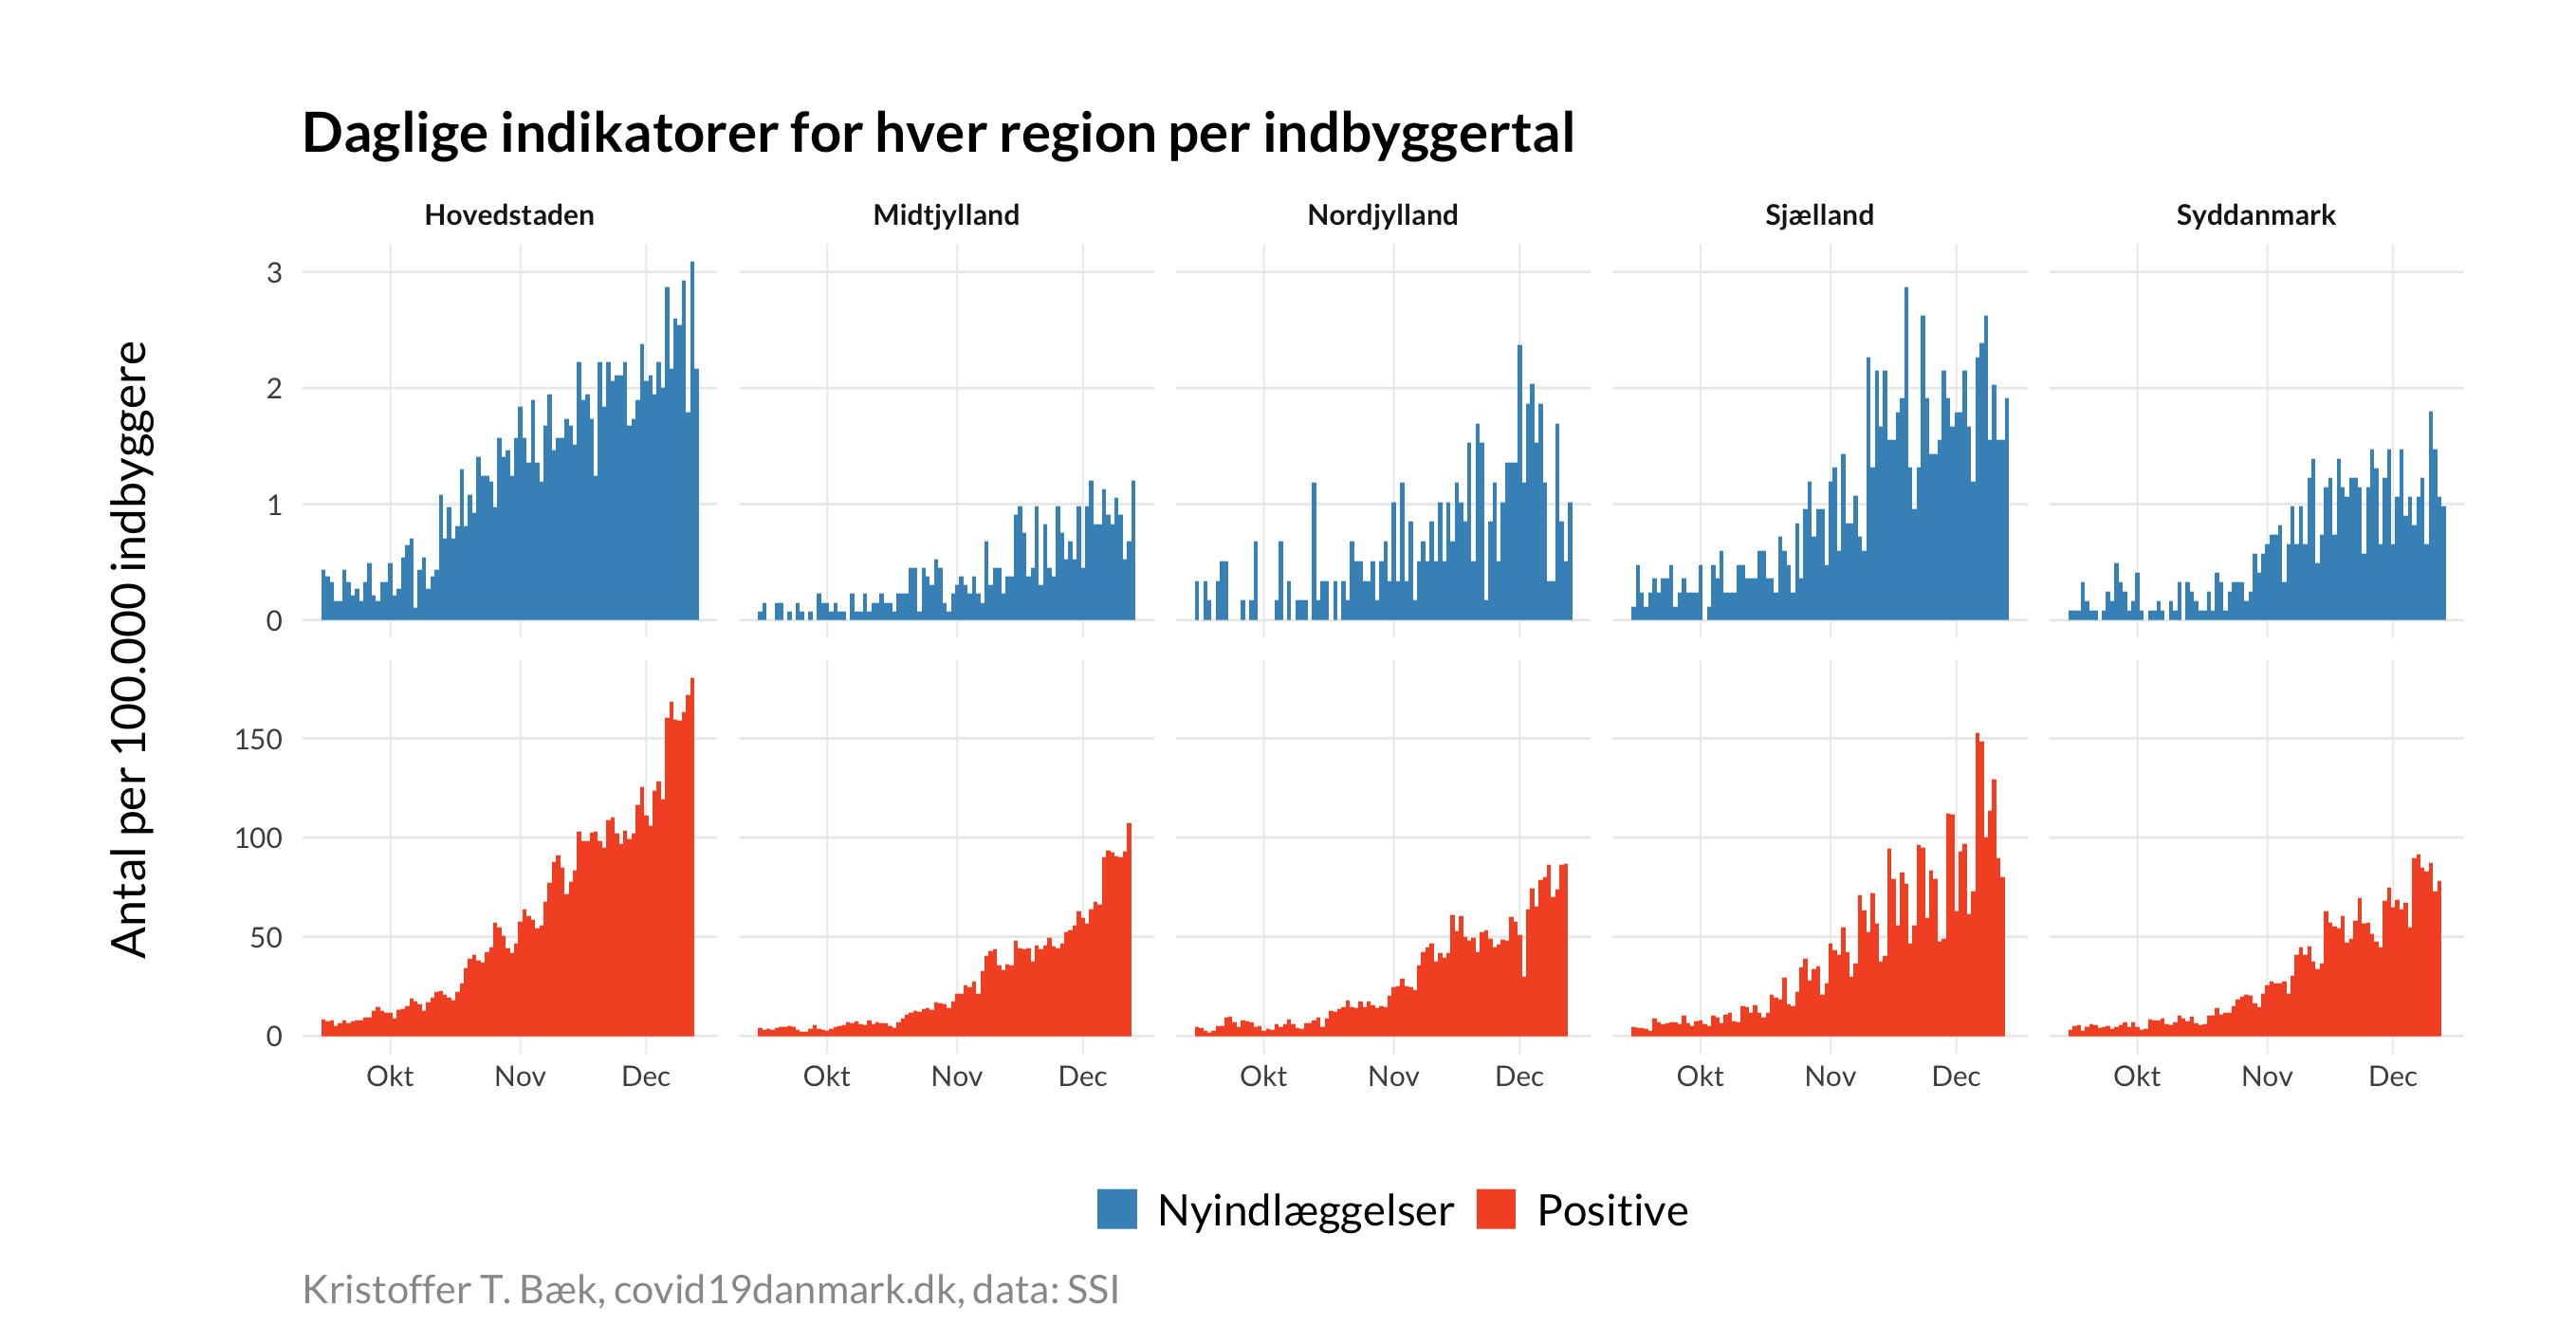 Daglige indikatorer for hver region per indbyggertal
Hovedstaden Midtjylland Nordjylland Sjælland Syddanmark
Antal per 100.000 indbyggere
3
2
1
0
150
100
50
0
Okt Nov Dec Okt Nov Dec Okt Nov Dec Okt Nov Dec Okt Nov Dec
Nyindlæggelser Positive
Kristoffer T. Bæk, covid19danmark.dk, data: SSI